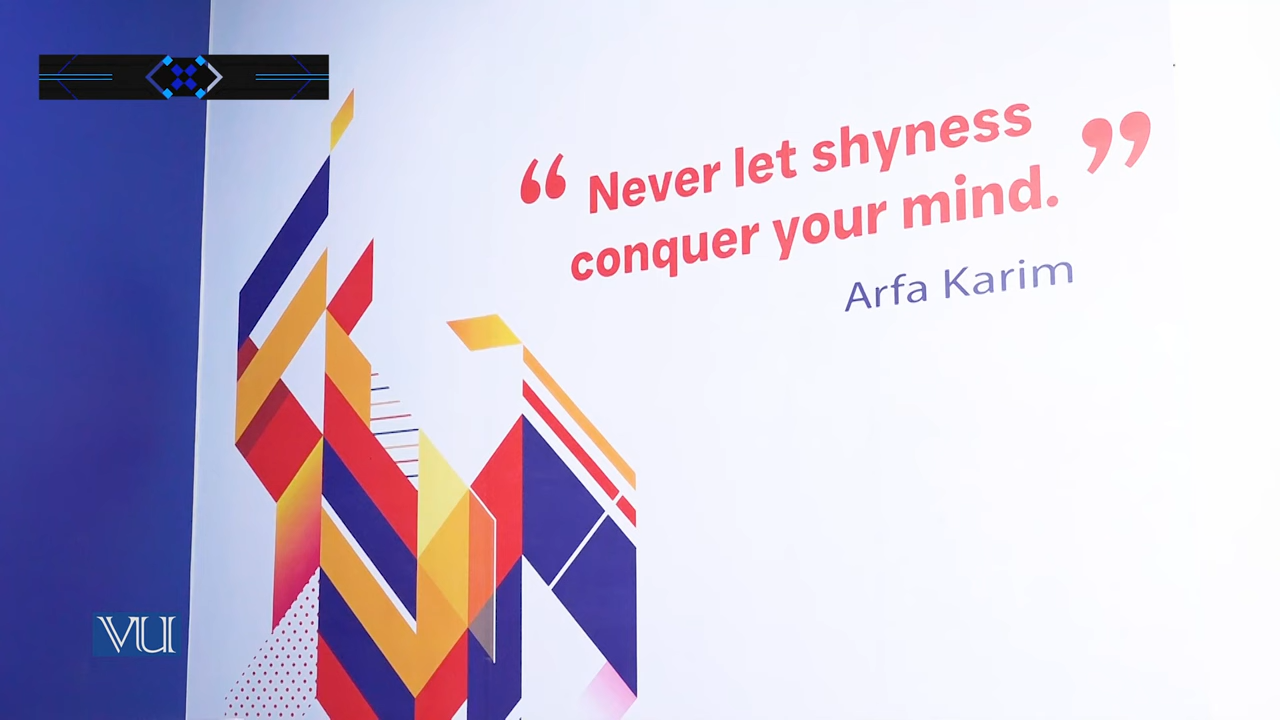 “ Never let shyness
conquer your mind. ”
Arfa Karim
VU